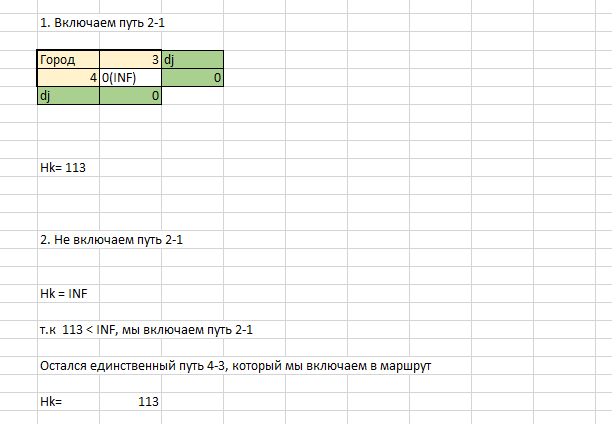 1. Включаем путь 2-1
Город 3 dj
4 0(INF) 0
dj 0
Hk= 113
2. Не включаем путь 2-1
Hk = INF
т.к 113 < INF, мы включаем путь 2-1
Остался единственный путь 4-3, который мы включаем в маршрут
Hk= 113